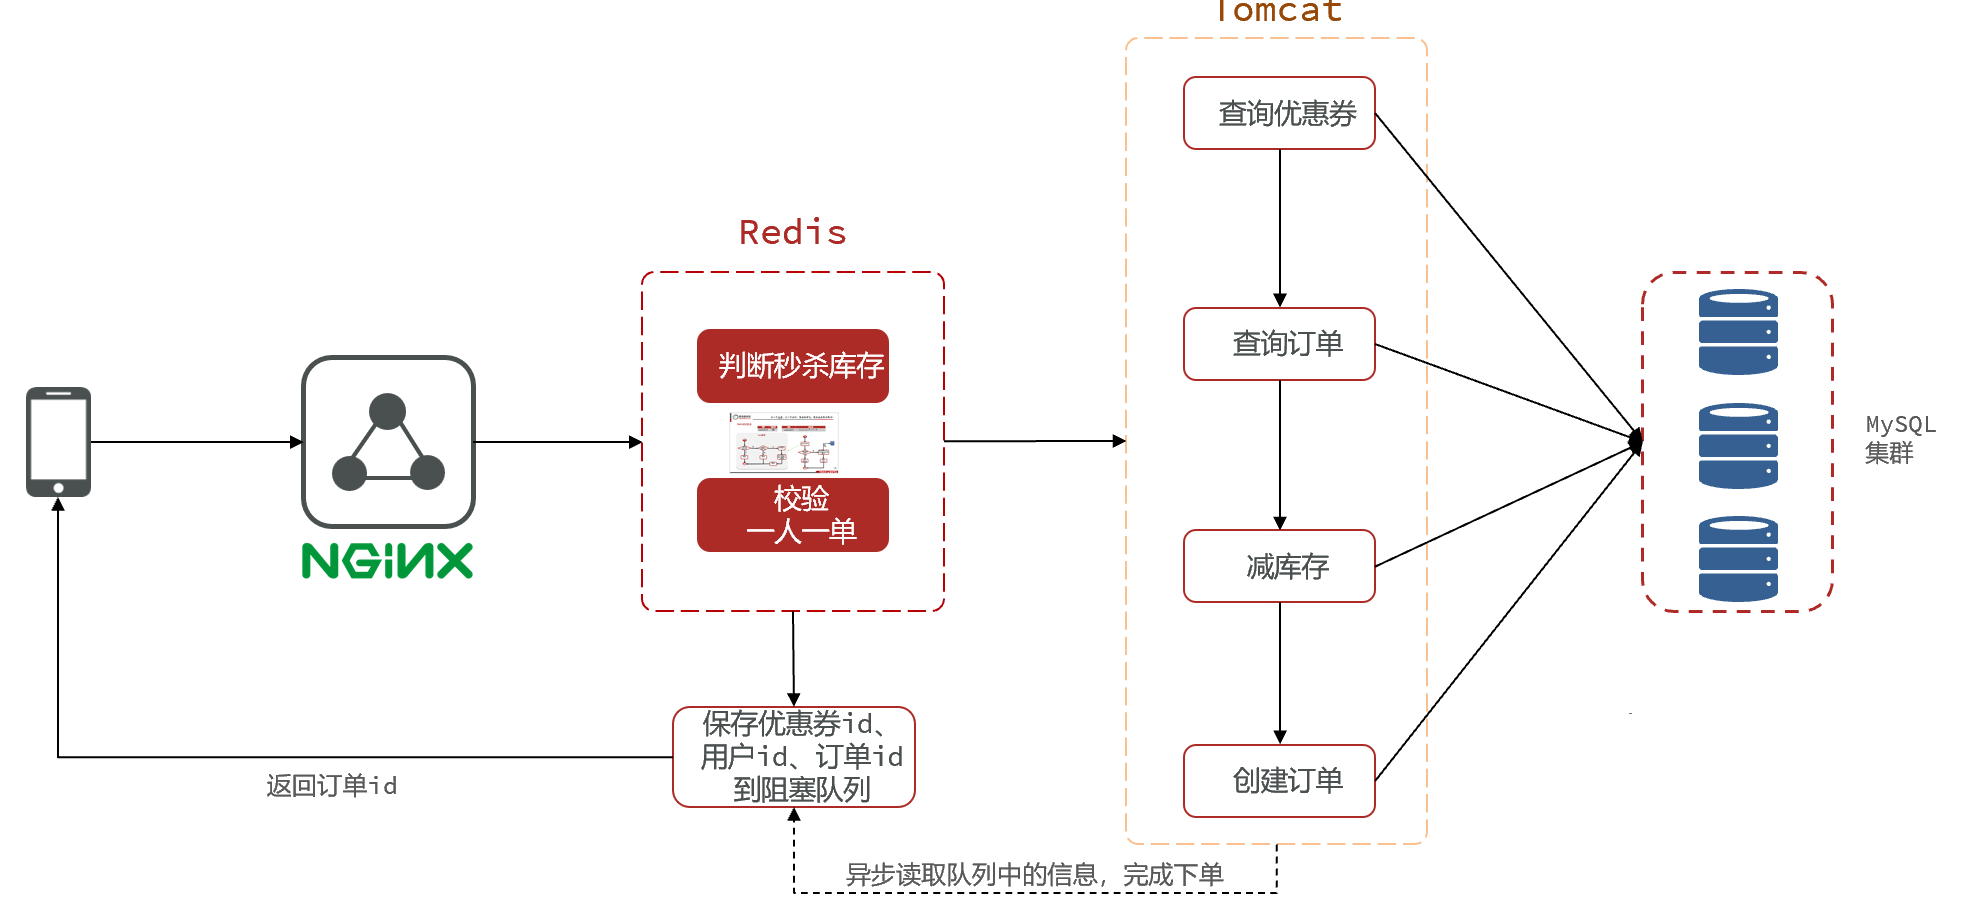 Tomcat
查询优惠券
Redis
判断秒杀库存
查询订单
MySQL
集群
校验
一人一单
NGINX
减库存
保存优惠券id、
用户id、订单id
到阻塞队列
返回订单id
创建订单
异步读取队列中的信息，完成下单